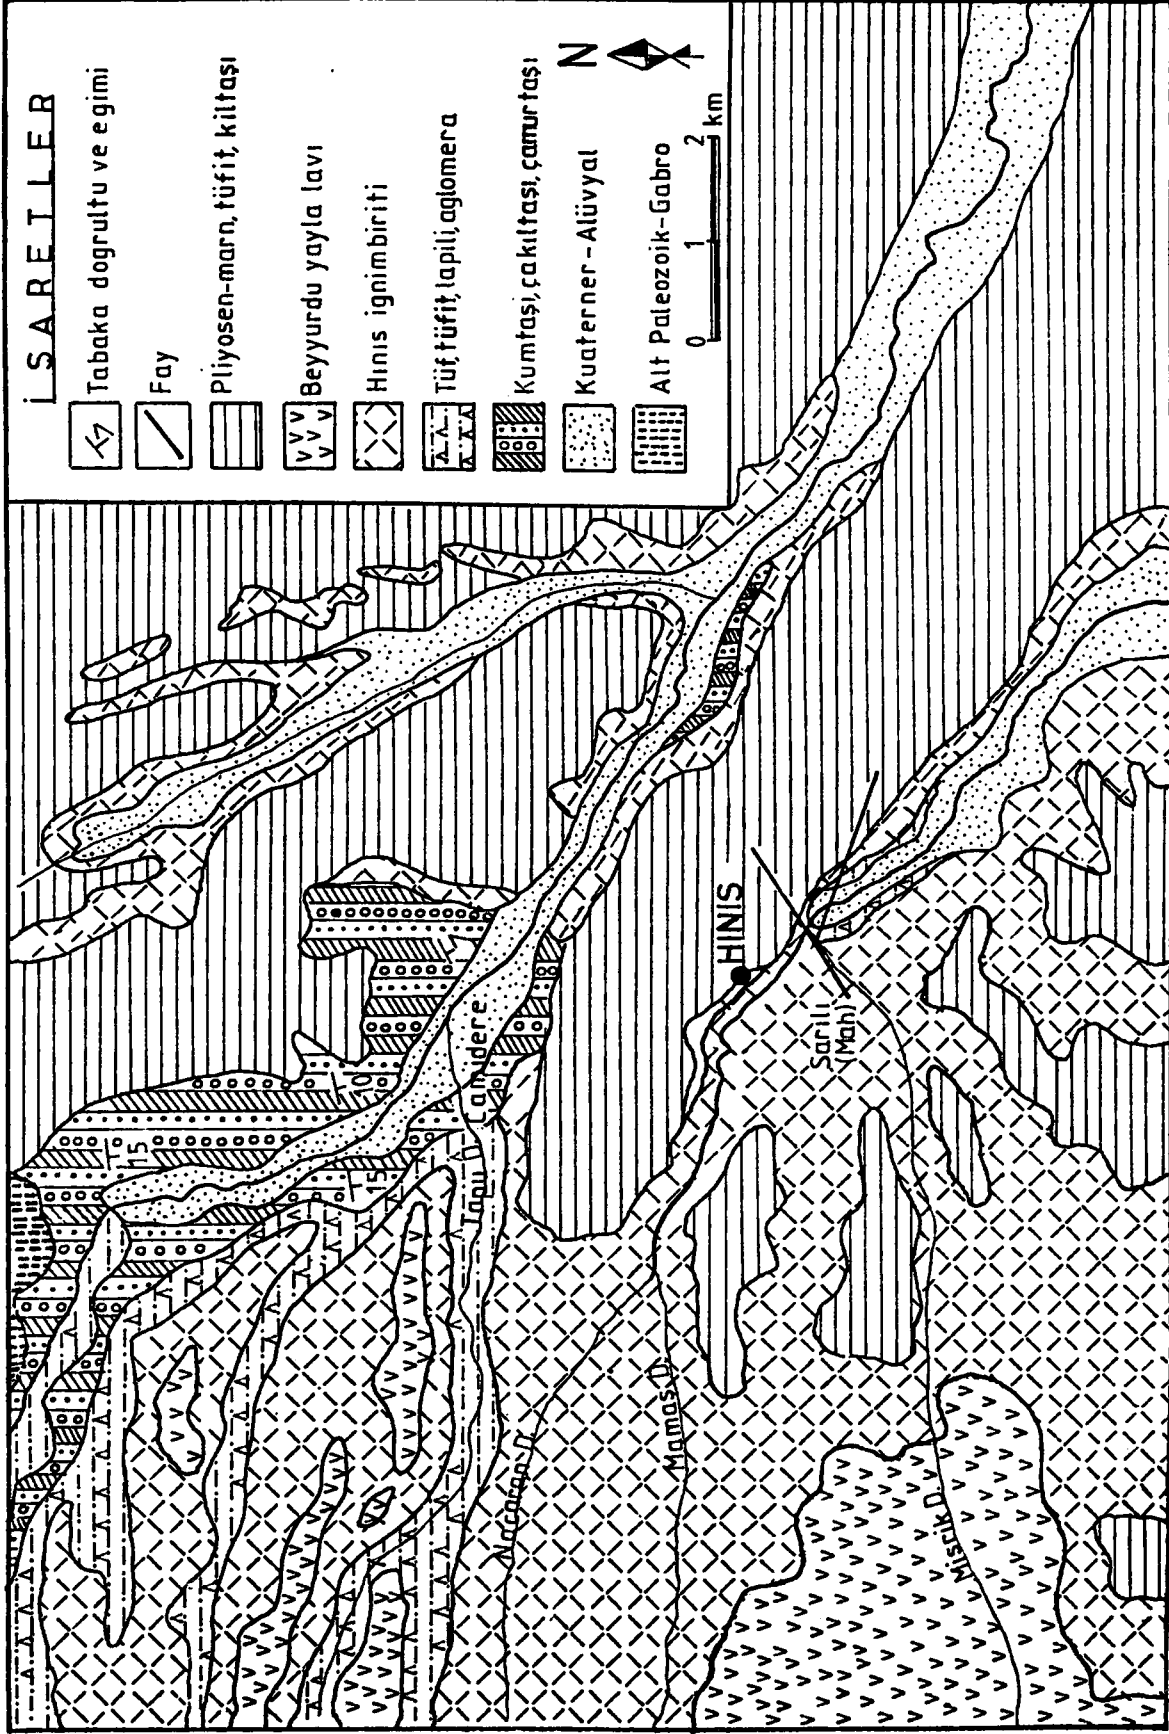 İŞARETLER
Tabaka doğrultu ve eğimi
Fay
Pliyosen-marn, tüfit, kiltaşı
Beyyurdu yayla lavı
Hınıs ignimbiriti
Tüf, tüfit, lapili, aglomera
Kumtaşı, çakıltaşı, çamurtaşı
Kuaterner-Alüvyal
Alt Paleozoik-Gabro
N
0 1 2 km
15
10
15
Çamidere
HINIS
Sarılı
(Mah)
Mamas D.
Mısrik D.